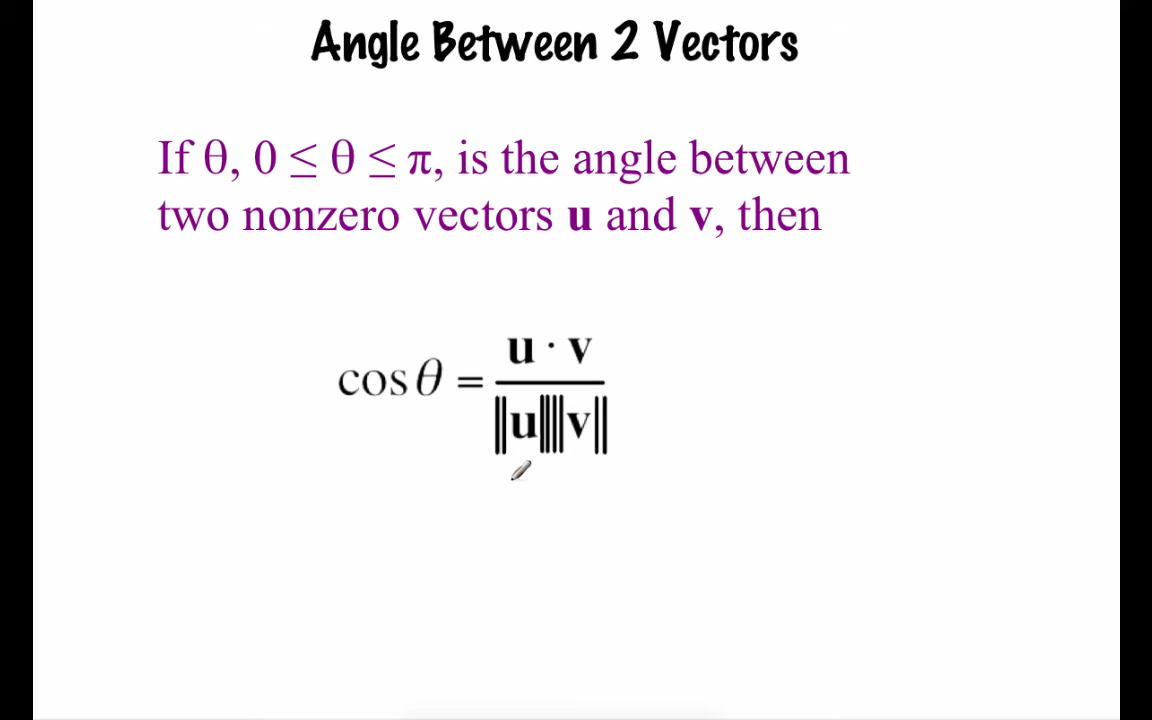 Angle Between 2 Vectors
If θ, 0 ≤ θ ≤ π, is the angle between
two nonzero vectors u and v, then
cos θ = u · v / ‖u‖‖v‖